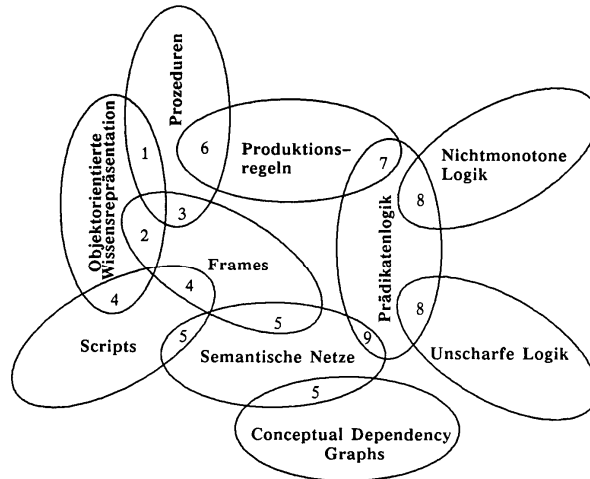 Prozeduren
Objektorientierte
Wissensrepräsentation
1
6
Produktions-
regeln
7
Nichtmonotone
Logik
8
3
2
Frames
Prädikatenlogik
4
4
8
Scripts
5
5
9
Semantische Netze
Unscharfe Logik
5
Conceptual Dependency
Graphs